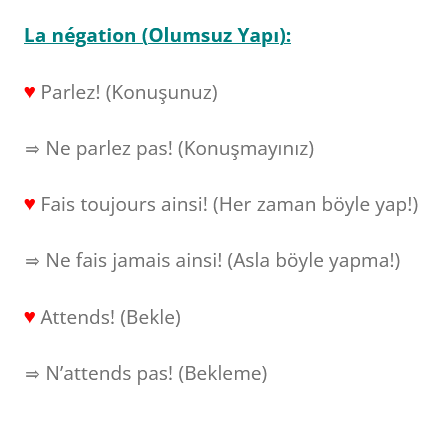 La négation (Olumsuz Yapı):
♥ Parlez! (Konuşunuz)
⇒ Ne parlez pas! (Konuşmayınız)
♥ Fais toujours ainsi! (Her zaman böyle yap!)
⇒ Ne fais jamais ainsi! (Asla böyle yapma!)
♥ Attends! (Bekle)
⇒ N’attends pas! (Bekleme)